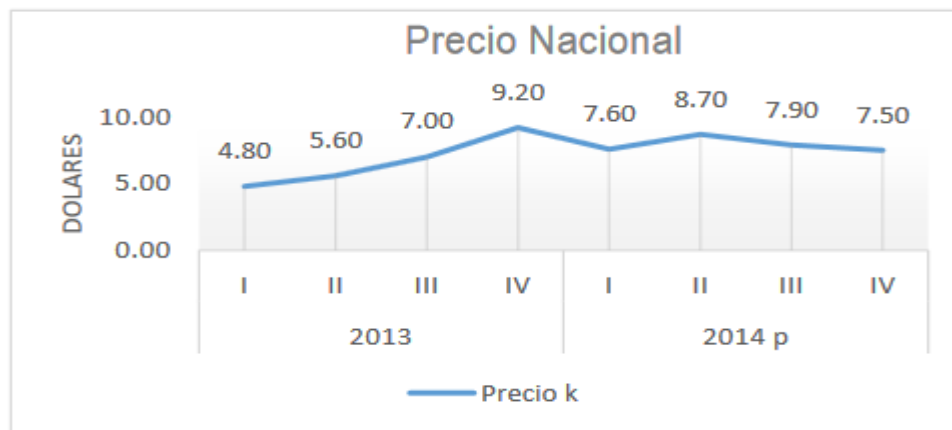 Precio Nacional
9.20
8.70
7.90
7.60
7.50
7.00
5.60
4.80
10.00
5.00
0.00
DOLARES
I II III IV I II III IV
2013 2014 p
Precio k